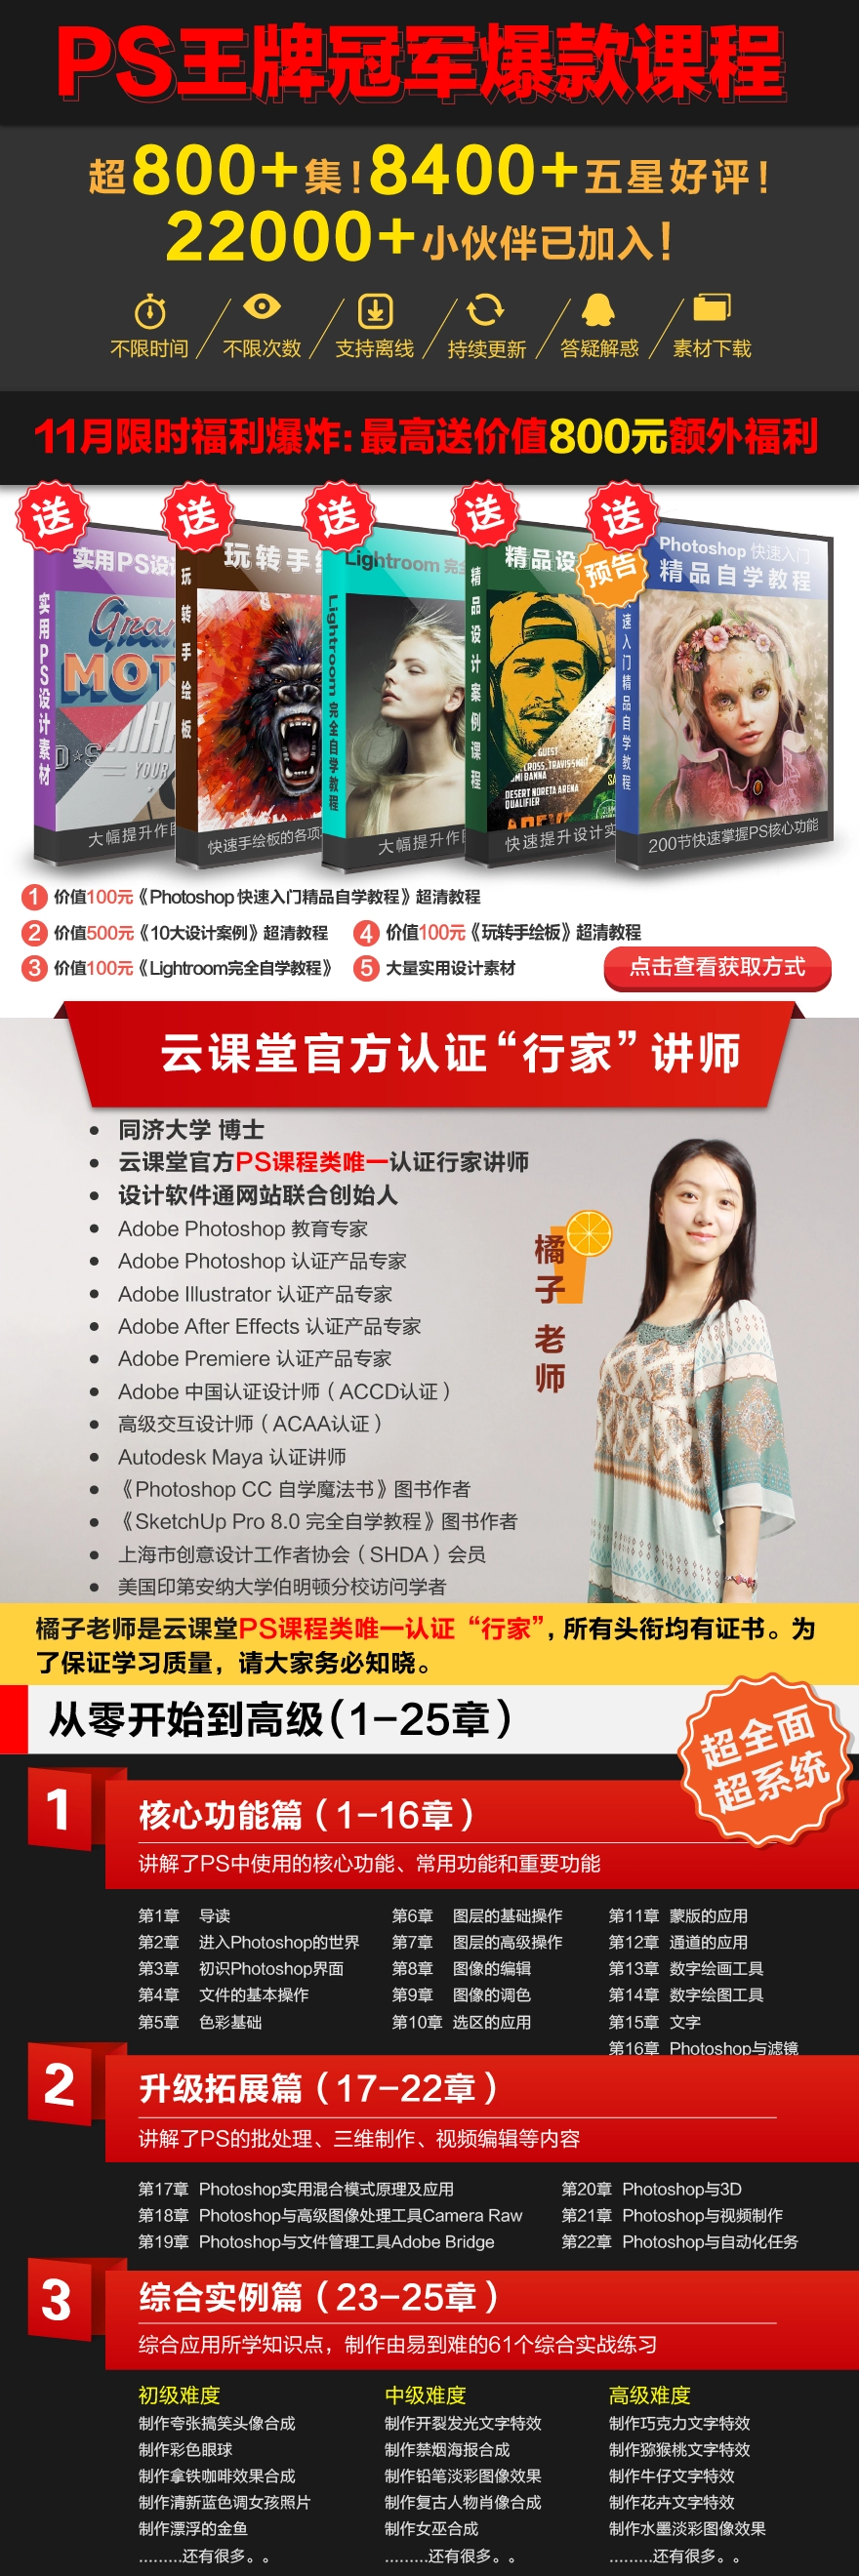 PS王牌冠军爆款课程
超800+集！8400+五星好评！
22000+小伙伴已加入！
不限时间 不限次数 支持离线 持续更新 答疑解惑 素材下载
11月限时福利爆炸：最高送价值800元额外福利
送 送 送 送 送
预告
实用PS设计
实用PS设计素材
MOT
YOUR
大幅提升作
玩转手绘
玩转手绘板
快速手绘板的各项
Lightroom 完全
Lightroom 完全自学教程
大幅提升作
精品设
精品设计案例课程
GUEST
DESERT NORETA ARENA
QUALIFIER
快速提升设计实
Photoshop 快速入门
精品自学教程
速入门精品自学教程
200节快速掌握PS核心功能
1 价值100元《Photoshop 快速入门精品自学教程》超清教程
2 价值500元《10大设计案例》超清教程 4 价值100元《玩转手绘板》超清教程
3 价值100元《Lightroom完全自学教程》 5 大量实用设计素材
点击查看获取方式
云课堂官方认证“行家”讲师
• 同济大学 博士
• 云课堂官方PS课程类唯一认证行家讲师
• 设计软件通网站联合创始人
• Adobe Photoshop 教育专家
• Adobe Photoshop 认证产品专家
• Adobe Illustrator 认证产品专家
• Adobe After Effects 认证产品专家
• Adobe Premiere 认证产品专家
• Adobe 中国认证设计师（ACCD认证）
• 高级交互设计师（ACAA认证）
• Autodesk Maya 认证讲师
• 《Photoshop CC 自学魔法书》图书作者
• 《SketchUp Pro 8.0 完全自学教程》图书作者
• 上海市创意设计工作者协会（SHDA）会员
• 美国印第安纳大学伯明顿分校访问学者
橘子老师
橘子老师是云课堂PS课程类唯一认证“行家”，所有头衔均有证书。为
了保证学习质量，请大家务必知晓。
从零开始到高级（1-25章）
超全面
超系统
1
核心功能篇（1-16章）
讲解了PS中使用的核心功能、常用功能和重要功能
第1章 导读
第2章 进入Photoshop的世界
第3章 初识Photoshop界面
第4章 文件的基本操作
第5章 色彩基础
第6章 图层的基础操作
第7章 图层的高级操作
第8章 图像的编辑
第9章 图像的调色
第10章 选区的应用
第11章 蒙版的应用
第12章 通道的应用
第13章 数字绘画工具
第14章 数字绘图工具
第15章 文字
第16章 Photoshop与滤镜
2
升级拓展篇（17-22章）
讲解了PS的批处理、三维制作、视频编辑等内容
第17章 Photoshop实用混合模式原理及应用
第18章 Photoshop与高级图像处理工具Camera Raw
第19章 Photoshop与文件管理工具Adobe Bridge
第20章 Photoshop与3D
第21章 Photoshop与视频制作
第22章 Photoshop与自动化任务
3
综合实例篇（23-25章）
综合应用所学知识点，制作由易到难的61个综合实战练习
初级难度
制作夸张搞笑头像合成
制作彩色眼球
制作拿铁咖啡效果合成
制作清新蓝色调女孩照片
制作漂浮的金鱼
.........还有很多。。
中级难度
制作开裂发光文字特效
制作禁烟海报合成
制作铅笔淡彩图像效果
制作复古人物肖像合成
制作女巫合成
.........还有很多。。
高级难度
制作巧克力文字特效
制作猕猴桃文字特效
制作牛仔文字特效
制作花卉文字特效
制作水墨淡彩图像效果
.........还有很多。。